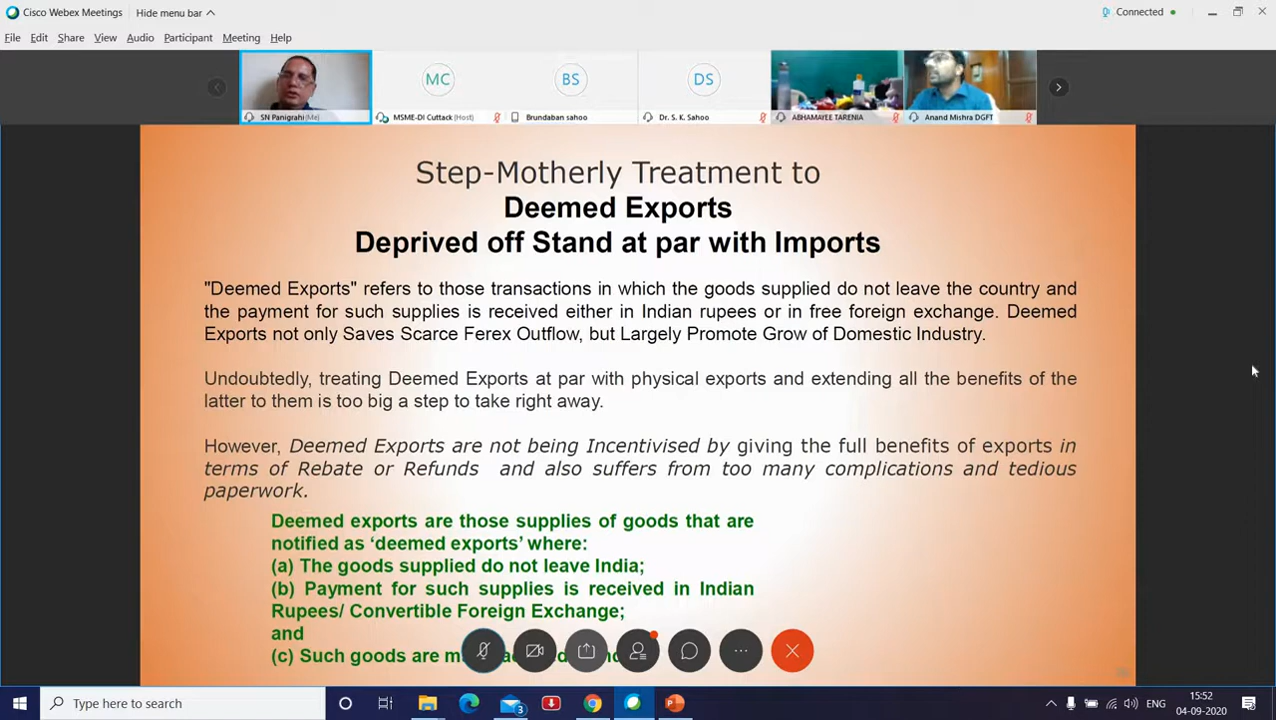 Cisco Webex Meetings
Hide menu bar
Connected
File Edit Share View Audio Participant Meeting Help
MC
BS
DS
SN Panigrahi (Me)
MSME-DI Cuttack (Host)
Brundaban sahoo
Dr. S. K. Sahoo
ABHAMAYEE TARENIA
Anand Mishra DGFT
Step-Motherly Treatment to
Deemed Exports
Deprived off Stand at par with Imports
"Deemed Exports" refers to those transactions in which the goods supplied do not leave the country and
the payment for such supplies is received either in Indian rupees or in free foreign exchange. Deemed
Exports not only Saves Scarce Ferex Outflow, but Largely Promote Grow of Domestic Industry.
Undoubtedly, treating Deemed Exports at par with physical exports and extending all the benefits of the
latter to them is too big a step to take right away.
However, Deemed Exports are not being Incentivised by giving the full benefits of exports in
terms of Rebate or Refunds and also suffers from too many complications and tedious
paperwork.
Deemed exports are those supplies of goods that are
notified as ‘deemed exports’ where:
(a) The goods supplied do not leave India;
(b) Payment for such supplies is received in Indian
Rupees/ Convertible Foreign Exchange;
and
(c) Such goods are
Type here to search
3
ENG
15:52
04-09-2020